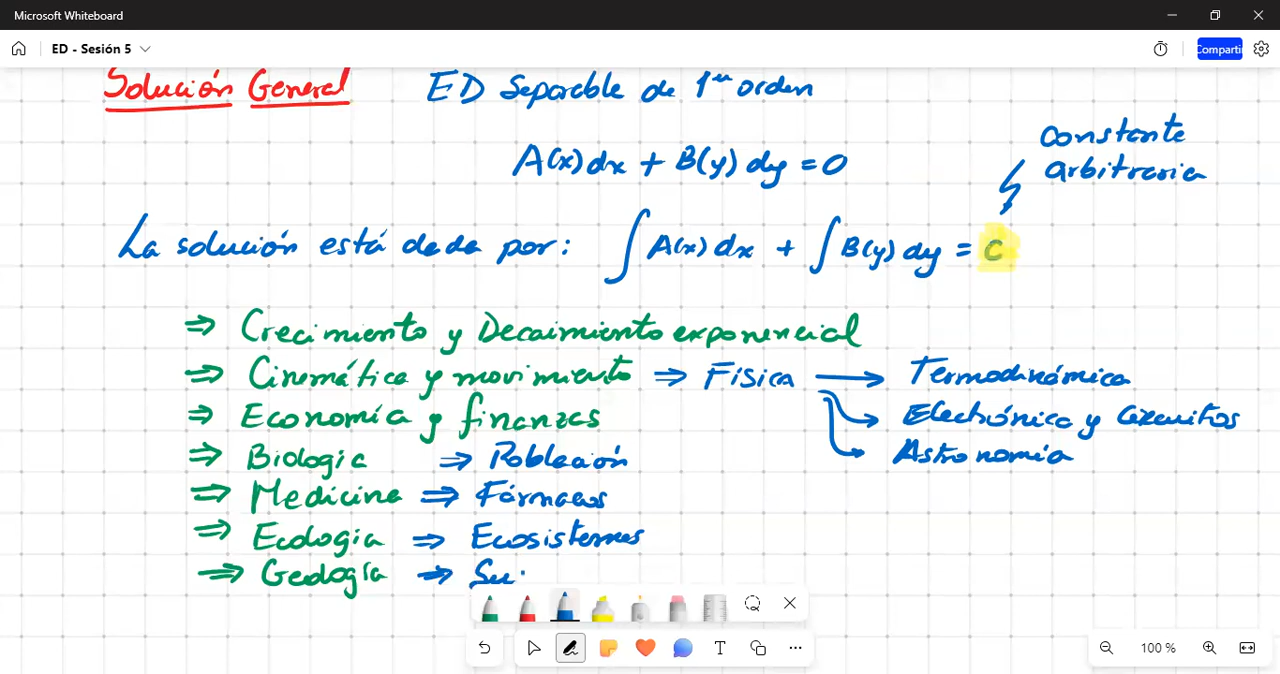 Microsoft Whiteboard
ED - Sesión 5
Compartir
Solución General
ED Separable de 1er orden
Constante
arbitraria
A(x)dx + B(y)dy = 0
La solución está dada por: ∫A(x)dx + ∫B(y)dy = C
⇒ Crecimiento y Decaimiento exponencial
⇒ Cinemática y movimiento ⇒ Física → Termodinámica
⇒ Economía y finanzas → Electrónica y Circuitos
⇒ Biología ⇒ Población → Astronomía
⇒ Medicina ⇒ Fármacos
⇒ Ecología ⇒ Ecosistemas
⇒ Geología ⇒ Su
100 %